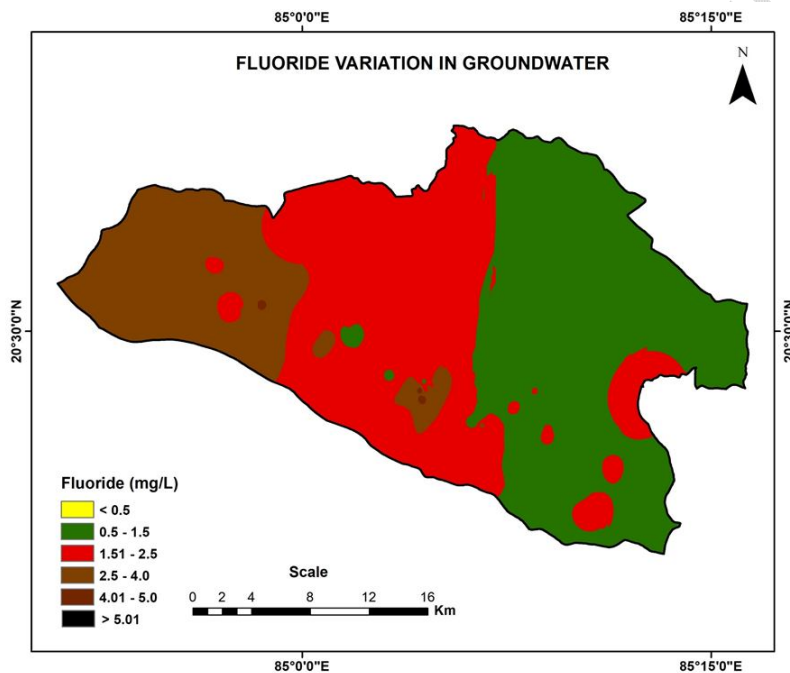 85°0'0"E
85°15'0"E
FLUORIDE VARIATION IN GROUNDWATER
N
20°30'0"N
20°30'0"N
Fluoride (mg/L)
< 0.5
0.5 - 1.5
1.51 - 2.5
2.5 - 4.0
4.01 - 5.0
> 5.01
Scale
0 2 4 8 12 16
Km
85°0'0"E
85°15'0"E